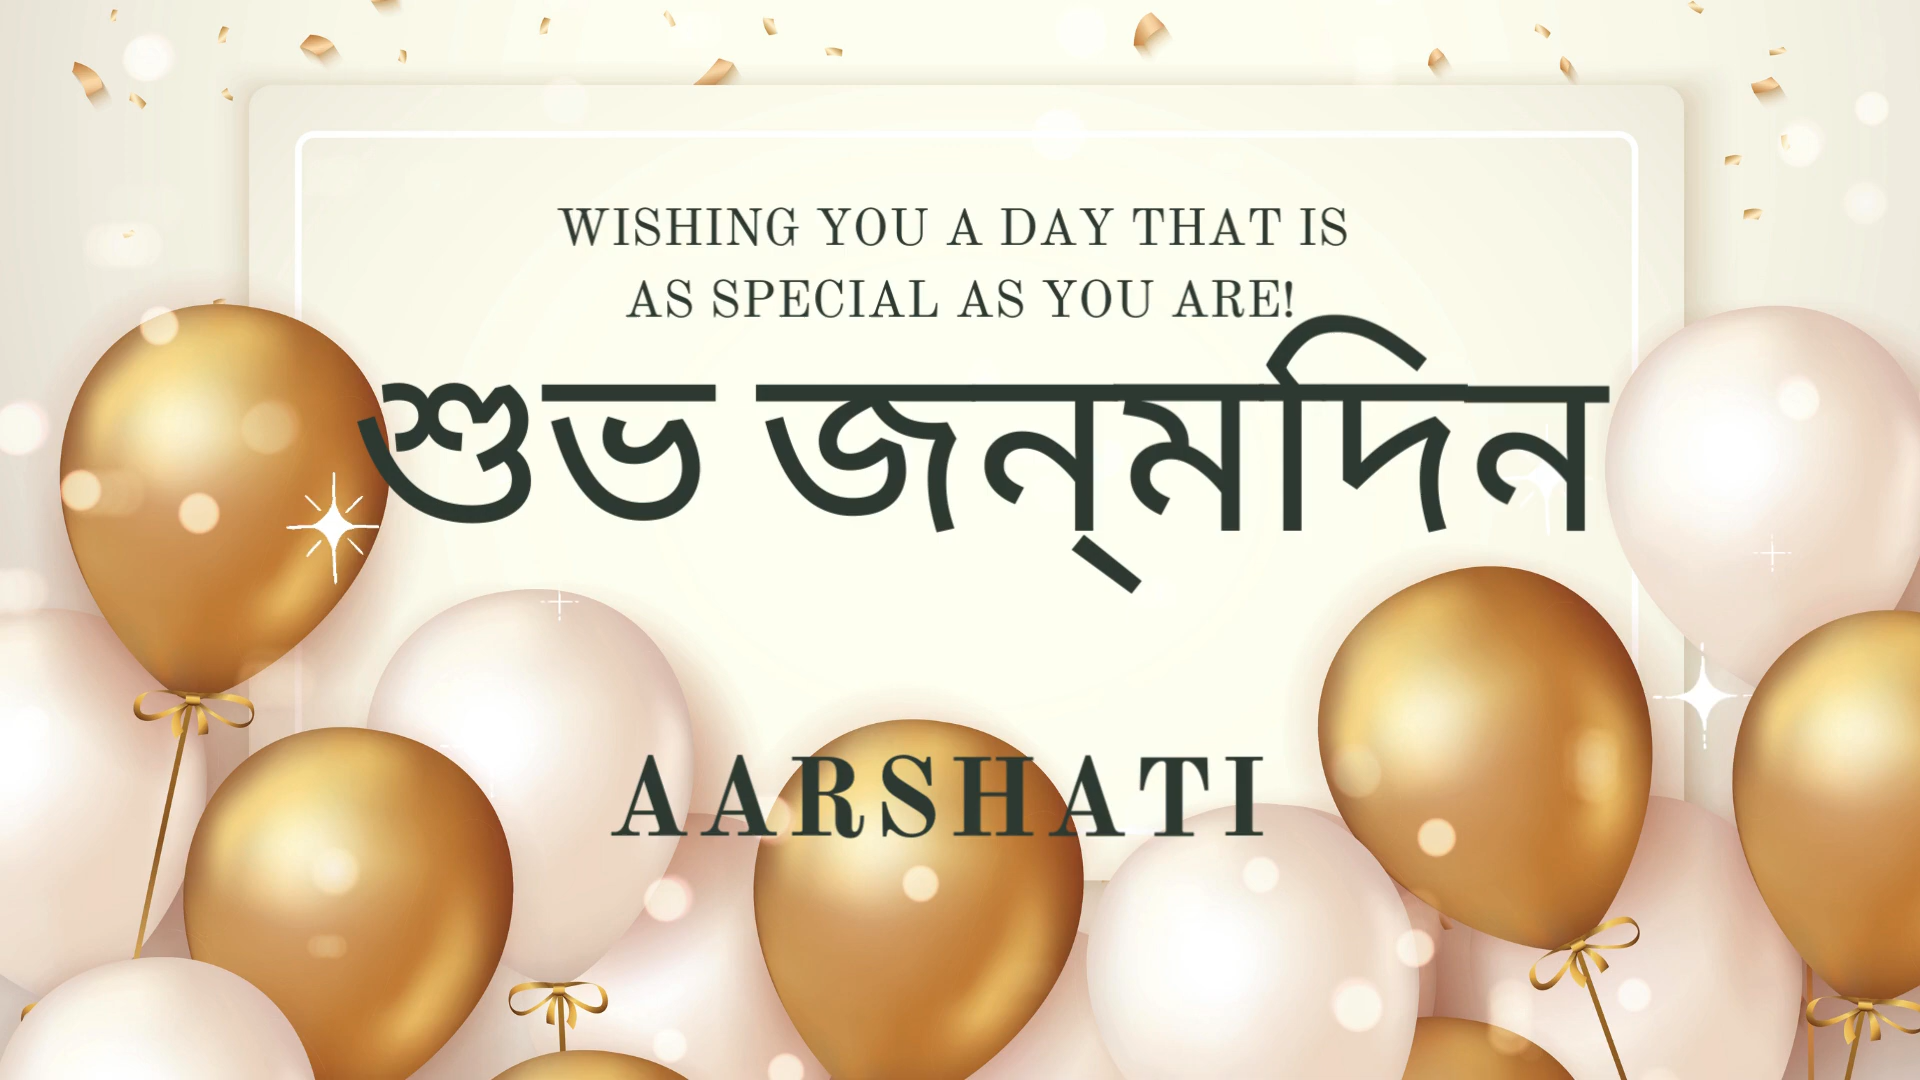 WISHING YOU A DAY THAT IS
AS SPECIAL AS YOU ARE!
শুভ জন্‌মদিন
AARSHATI